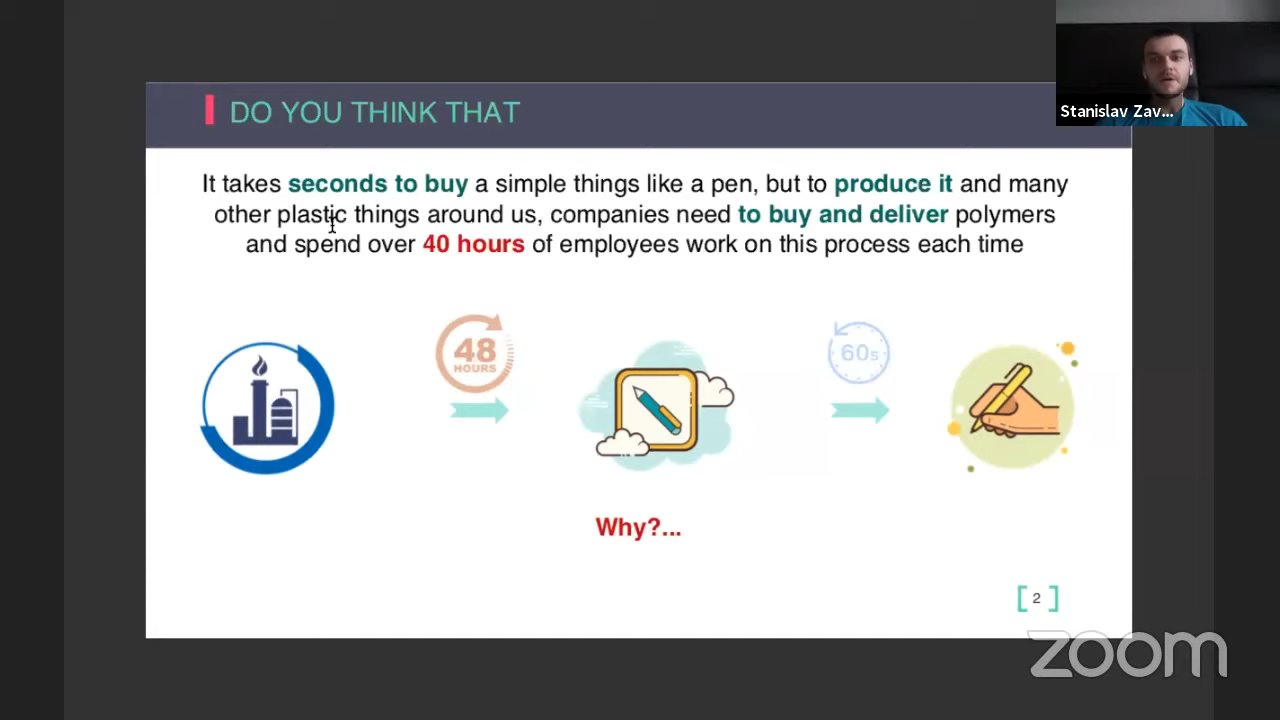 Stanislav Zav...
DO YOU THINK THAT
It takes seconds to buy a simple things like a pen, but to produce it and many
other plastic things around us, companies need to buy and deliver polymers
and spend over 40 hours of employees work on this process each time
48
HOURS
60s
Why?...
2
zoom